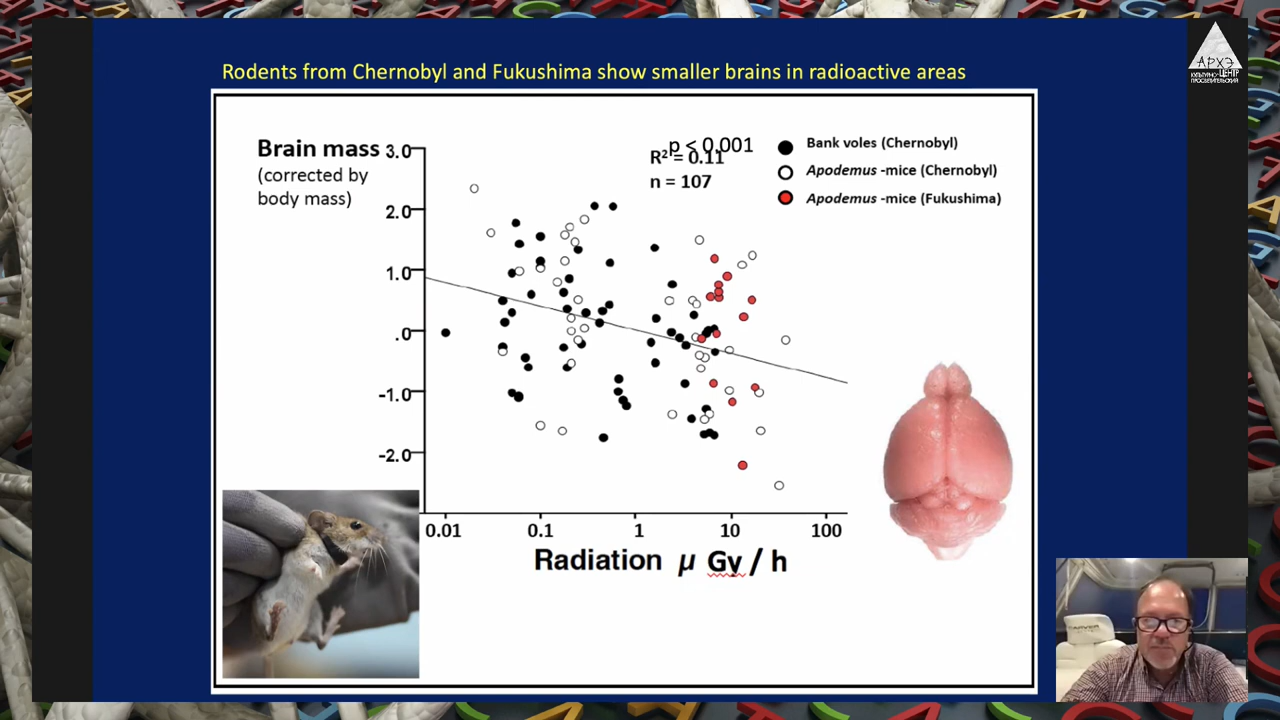 Rodents from Chernobyl and Fukushima show smaller brains in radioactive areas
АРХЭ
КУЛЬТУРНО-ЦЕНТР
ПРОСВЕТИТЕЛЬСКИЙ
Brain mass
(corrected by
body mass)
p < 0,001
R² = 0.11
n = 107
Bank voles (Chernobyl)
Apodemus -mice (Chernobyl)
Apodemus -mice (Fukushima)
3.0
2.0
1.0
.0
-1.0
-2.0
0.01 0.1 1 10 100
Radiation μ Gy / h